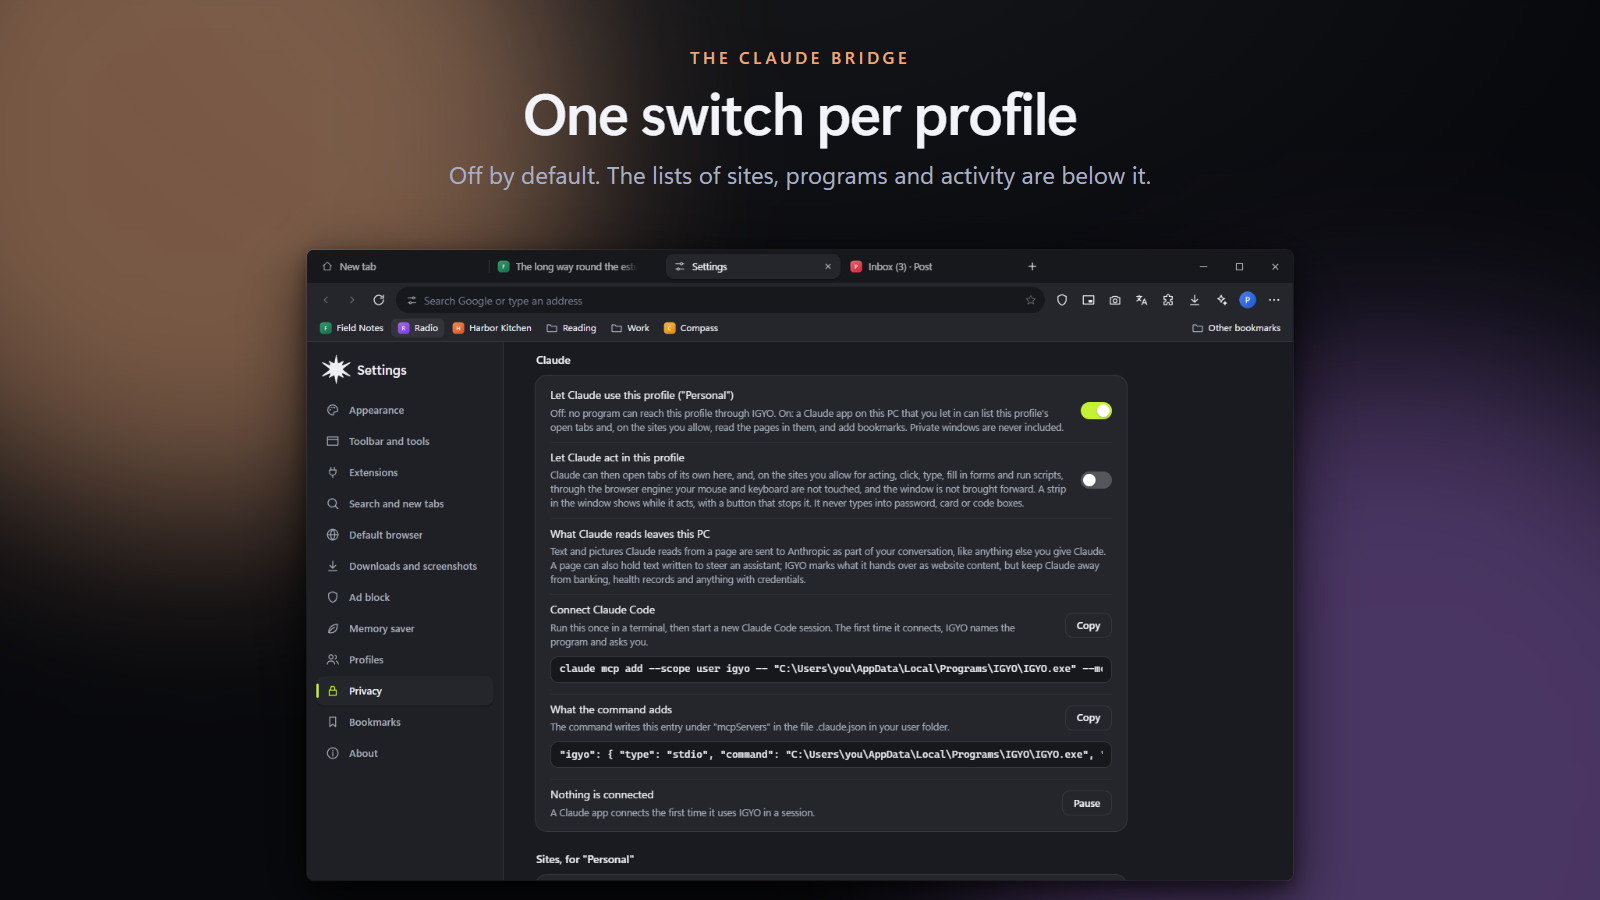 THE CLAUDE BRIDGE
One switch per profile
Off by default. The lists of sites, programs and activity are below it.
New tab
The long way round the est
Settings
Inbox (3) · Post
Search Google or type an address
P
Field Notes
Radio
Harbor Kitchen
Reading
Work
Compass
Other bookmarks
Settings
Appearance
Toolbar and tools
Extensions
Search and new tabs
Default browser
Downloads and screenshots
Ad block
Memory saver
Profiles
Privacy
Bookmarks
About
Claude
Let Claude use this profile ("Personal")
Off: no program can reach this profile through IGYO. On: a Claude app on this PC that you let in can list this profile's
open tabs and, on the sites you allow, read the pages in them, and add bookmarks. Private windows are never included.
Let Claude act in this profile
Claude can then open tabs of its own here, and, on the sites you allow for acting, click, type, fill in forms and run scripts,
through the browser engine: your mouse and keyboard are not touched, and the window is not brought forward. A strip
in the window shows while it acts, with a button that stops it. It never types into password, card or code boxes.
What Claude reads leaves this PC
Text and pictures Claude reads from a page are sent to Anthropic as part of your conversation, like anything else you give Claude.
A page can also hold text written to steer an assistant; IGYO marks what it hands over as website content, but keep Claude away
from banking, health records and anything with credentials.
Connect Claude Code
Run this once in a terminal, then start a new Claude Code session. The first time it connects, IGYO names the
program and asks you.
Copy
claude mcp add --scope user igyo -- "C:\Users\you\AppData\Local\Programs\IGYO\IGYO.exe" --mc
What the command adds
The command writes this entry under "mcpServers" in the file .claude.json in your user folder.
Copy
"igyo": { "type": "stdio", "command": "C:\Users\you\AppData\Local\Programs\IGYO\IGYO.exe", "
Nothing is connected
A Claude app connects the first time it uses IGYO in a session.
Pause
Sites, for "Personal"